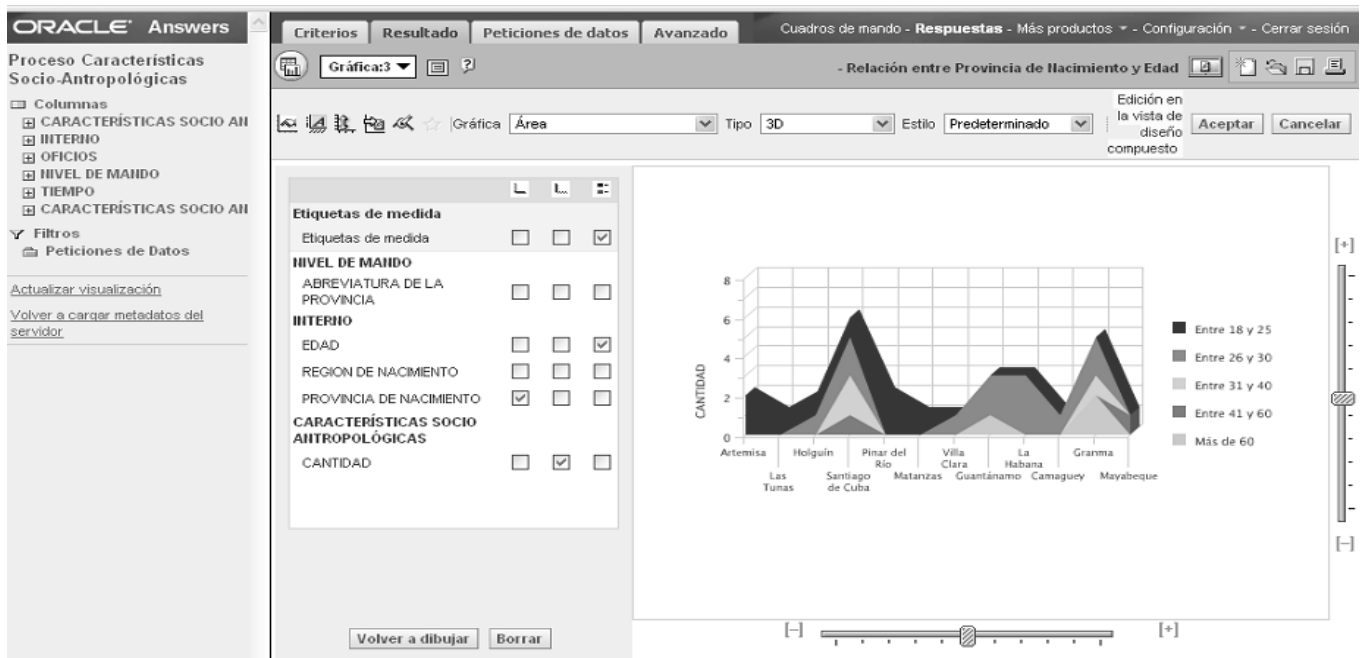 ORACLE Answers
Proceso Características
Socio-Antropológicas
Columnas
CARACTERÍSTICAS SOCIO AN
INTERNO
OFICIOS
NIVEL DE MANDO
TIEMPO
CARACTERÍSTICAS SOCIO AN
Filtros
Peticiones de Datos
Actualizar visualización
Volver a cargar metadatos del
servidor
Criterios Resultado Peticiones de datos Avanzado
Cuadros de mando - Respuestas - Más productos - Configuración - Cerrar sesión
Gráfica:3
- Relación entre Provincia de Nacimiento y Edad
Gráfica Área Tipo 3D Estilo Predeterminado
Edición en
la vista de
diseño
compuesto
Aceptar Cancelar
Etiquetas de medida
Etiquetas de medida
NIVEL DE MANDO
ABREVIATURA DE LA
PROVINCIA
INTERNO
EDAD
REGION DE NACIMIENTO
PROVINCIA DE NACIMIENTO
CARACTERÍSTICAS SOCIO
ANTROPOLÓGICAS
CANTIDAD
Volver a dibujar Borrar
CANTIDAD
8
6
4
2
0
Artemisa Holguín Pinar del Villa La Granma
Río Clara Habana
Las Santiago Matanzas Guantánamo Camaguey Mayabeque
Tunas de Cuba
Entre 18 y 25
Entre 26 y 30
Entre 31 y 40
Entre 41 y 60
Más de 60
[+]
[-]
[-] [+]